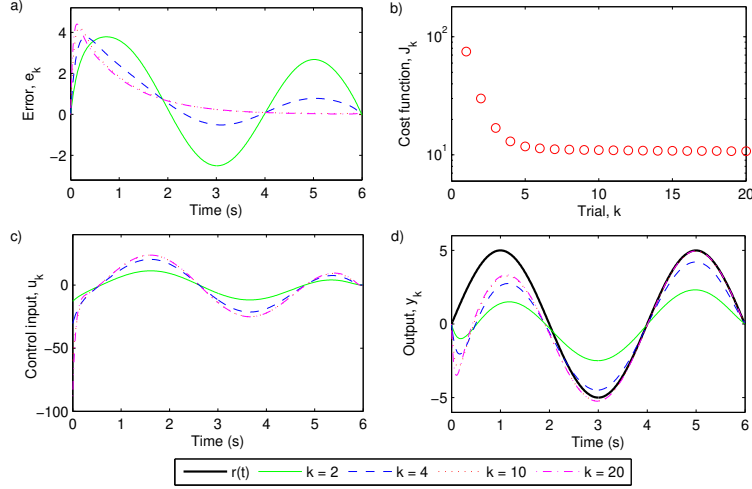 a)
Error, e_k
4
2
0
−2
0 1 2 3 4 5 6
Time (s)
b)
Cost function, J_k
10^2
10^1
0 5 10 15 20
Trial, k
c)
Control input, u_k
0
−50
−100
0 1 2 3 4 5 6
Time (s)
d)
Output, y_k
5
0
−5
0 1 2 3 4 5 6
Time (s)
r(t) k = 2 k = 4 k = 10 k = 20